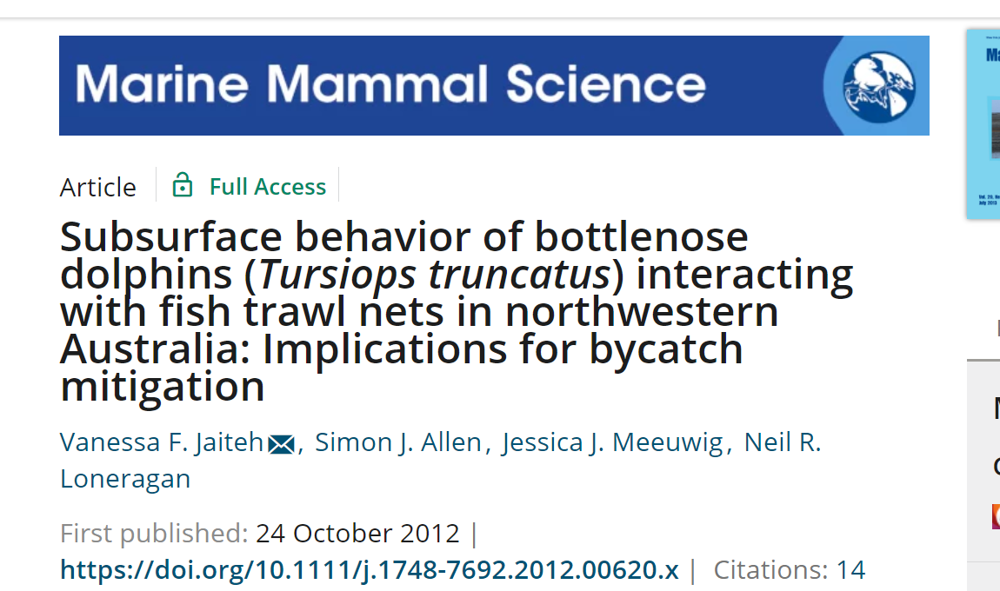 Marine Mammal Science
Article
Full Access
Subsurface behavior of bottlenose
dolphins (Tursiops truncatus) interacting
with fish trawl nets in northwestern
Australia: Implications for bycatch
mitigation
Vanessa F. Jaiteh, Simon J. Allen, Jessica J. Meeuwig, Neil R.
Loneragan
First published: 24 October 2012 |
https://doi.org/10.1111/j.1748-7692.2012.00620.x | Citations: 14